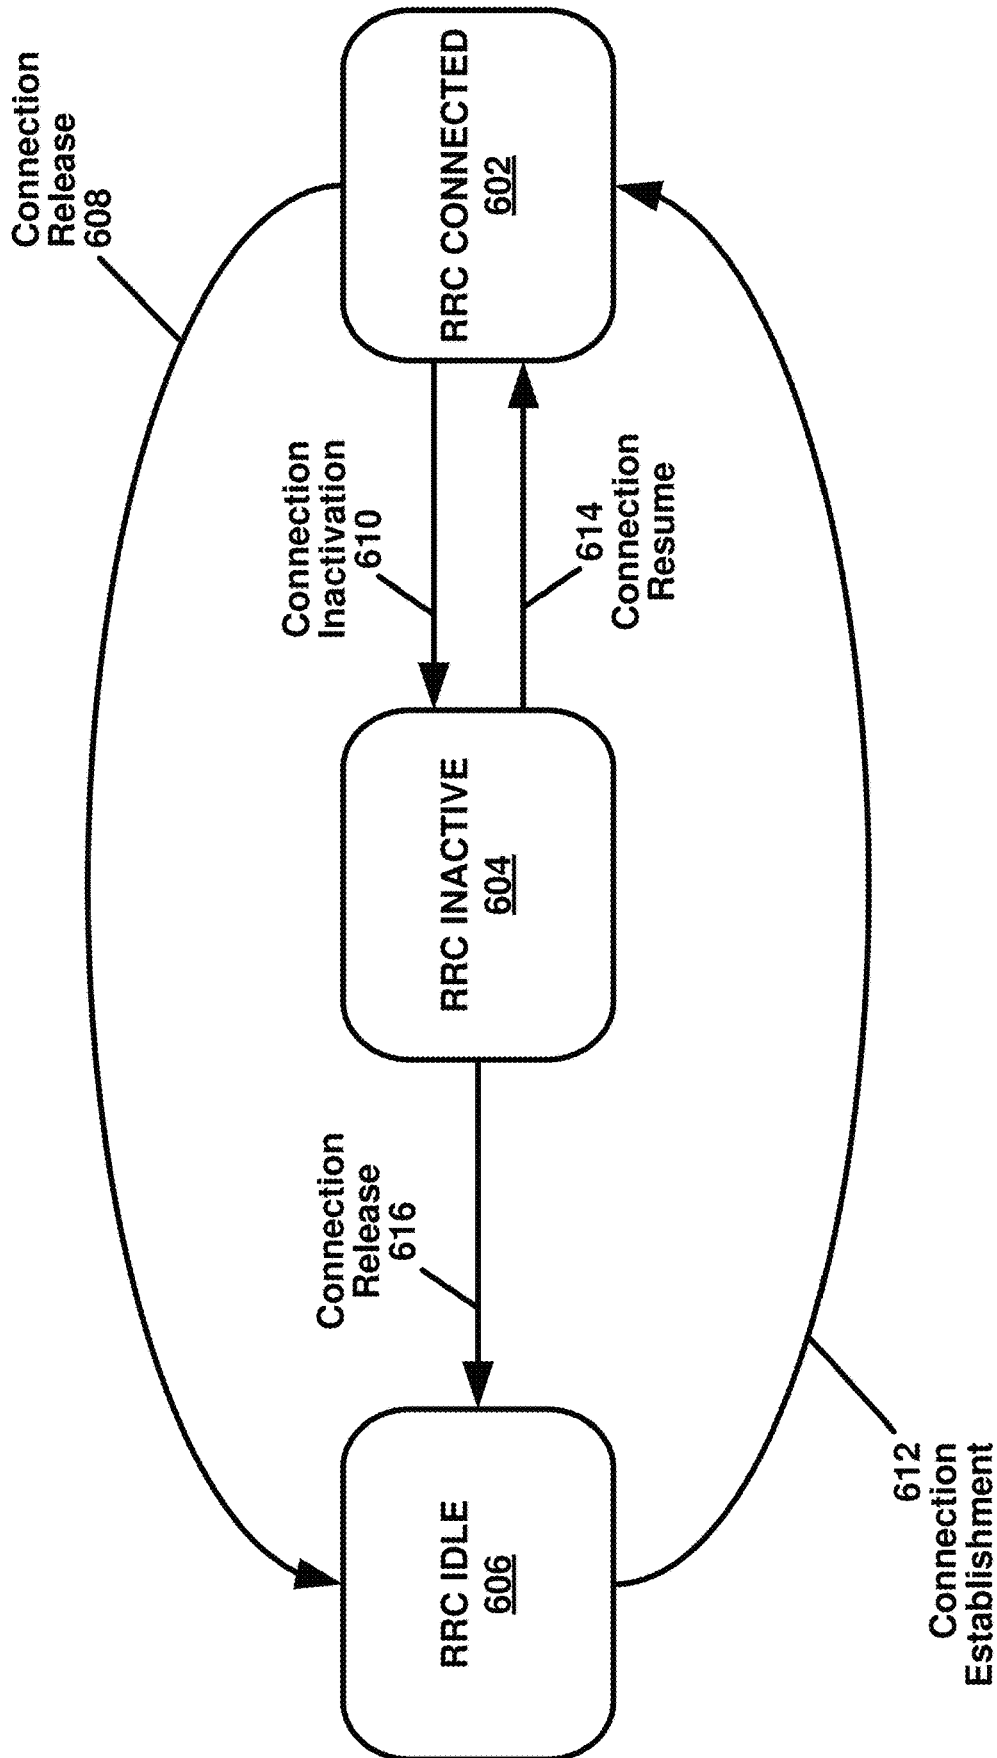 Connection
Release
608
RRC CONNECTED
602
Connection
Inactivation
610
614
Connection
Resume
RRC INACTIVE
604
Connection
Release
616
RRC IDLE
606
612
Connection
Establishment